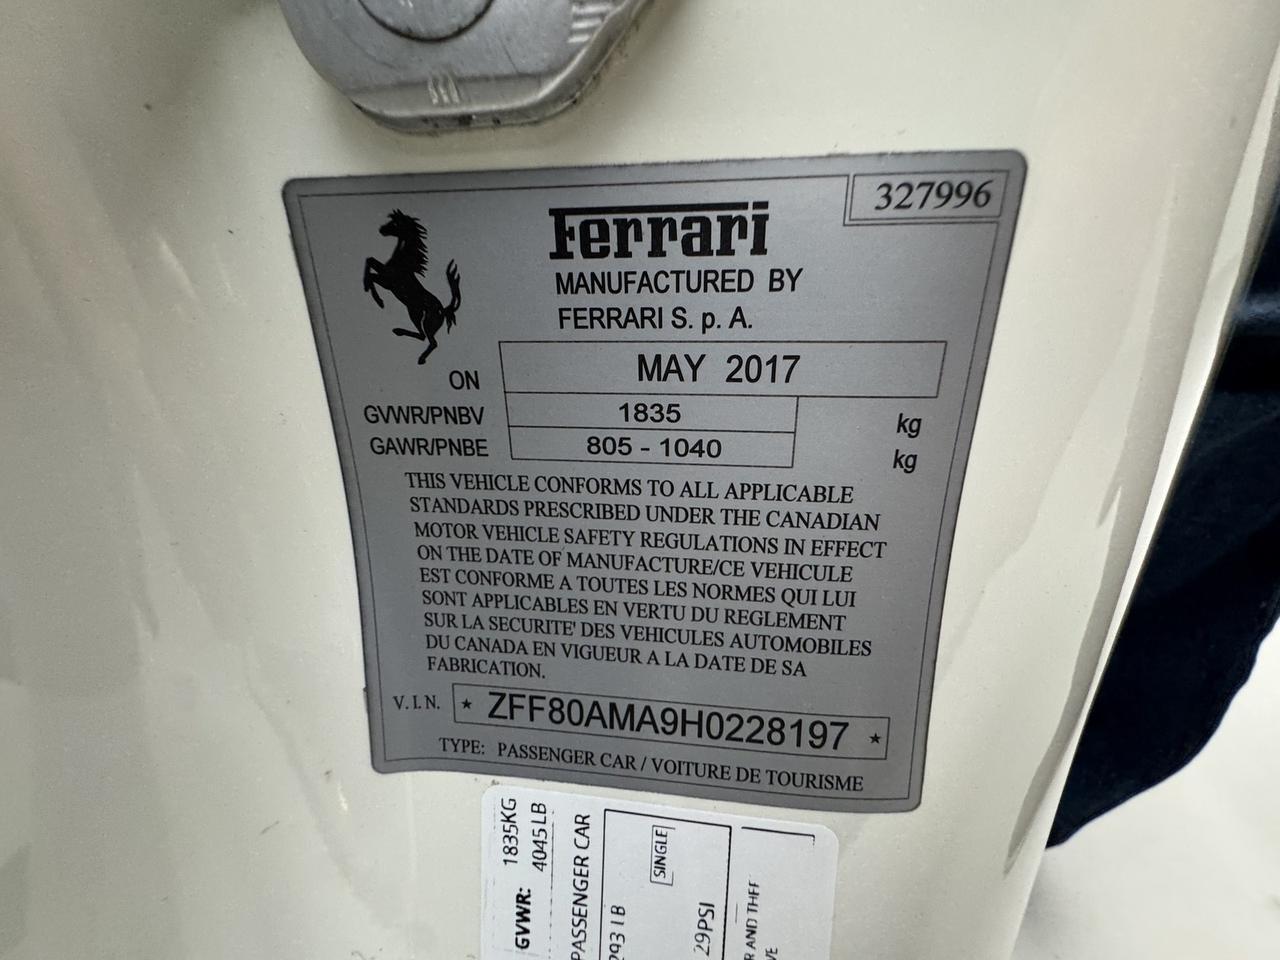 327996
Ferrari
MANUFACTURED BY
FERRARI S. p. A.
ON MAY 2017
GVWR/PNBV 1835 kg
GAWR/PNBE 805 - 1040 kg
THIS VEHICLE CONFORMS TO ALL APPLICABLE
STANDARDS PRESCRIBED UNDER THE CANADIAN
MOTOR VEHICLE SAFETY REGULATIONS IN EFFECT
ON THE DATE OF MANUFACTURE/CE VEHICULE
EST CONFORME A TOUTES LES NORMES QUI LUI
SONT APPLICABLES EN VERTU DU REGLEMENT
SUR LA SECURITE' DES VEHICULES AUTOMOBILES
DU CANADA EN VIGUEUR A LA DATE DE SA
FABRICATION.
V.I.N. ★ ZFF80AMA9H0228197 ★
TYPE: PASSENGER CAR / VOITURE DE TOURISME
GVWR: 1835KG
4045 LB
PASSENGER CAR
SINGLE
29PSI
AND